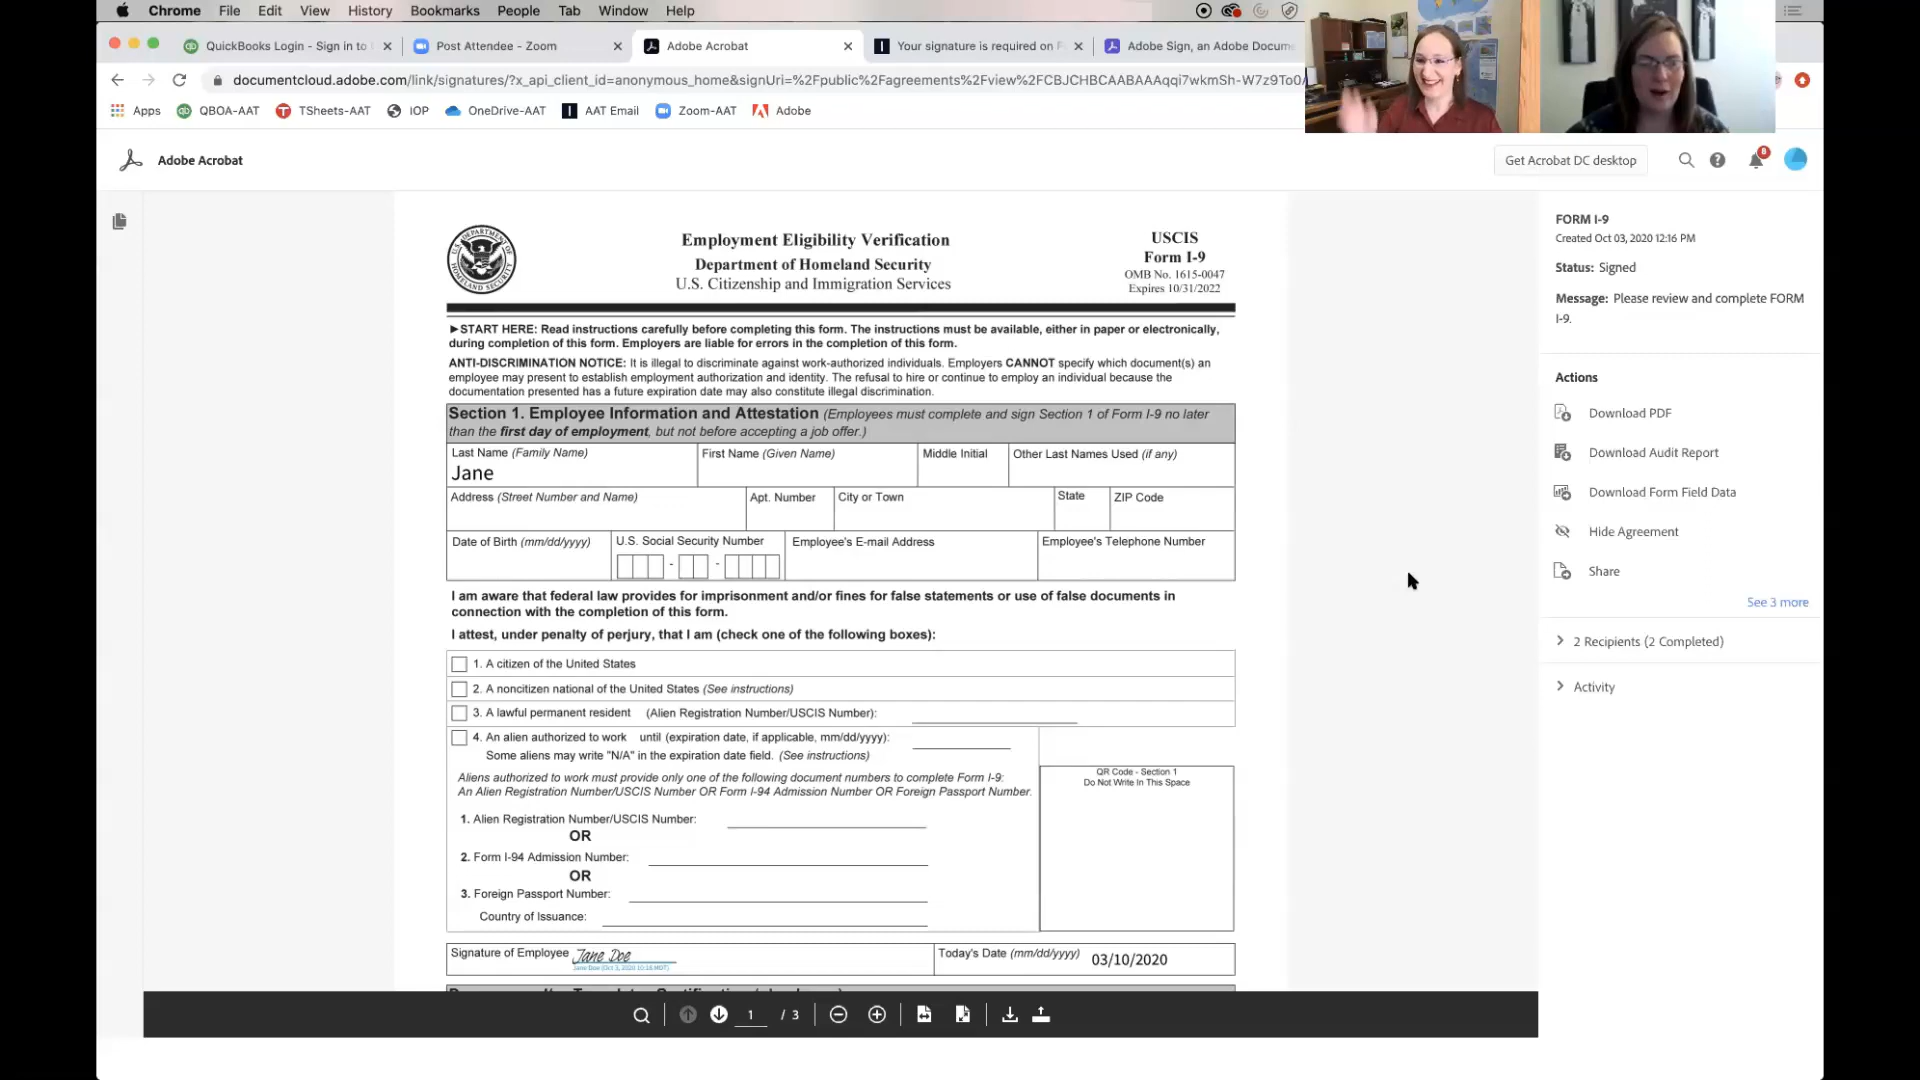 Chrome File Edit View History Bookmarks People Tab Window Help
QuickBooks Login - Sign in to
Post Attendee - Zoom
Adobe Acrobat
Your signature is required on
Adobe Sign, an Adobe Docum
documentcloud.adobe.com/link/signatures/?x_api_client_id=anonymous_home&signUri=%2Fpublic%2Fagreements%2Fview%2FCBJCHBCAABAAAqqi7wkmSh-W7z9To0
Apps QBOA-AAT TSheets-AAT IOP OneDrive-AAT AAT Email Zoom-AAT Adobe
Adobe Acrobat
Get Acrobat DC desktop
8
Employment Eligibility Verification
Department of Homeland Security
U.S. Citizenship and Immigration Services
USCIS
Form I-9
OMB No. 1615-0047
Expires 10/31/2022
►START HERE: Read instructions carefully before completing this form. The instructions must be available, either in paper or electronically,
during completion of this form. Employers are liable for errors in the completion of this form.
ANTI-DISCRIMINATION NOTICE: It is illegal to discriminate against work-authorized individuals. Employers CANNOT specify which document(s) an
employee may present to establish employment authorization and identity. The refusal to hire or continue to employ an individual because the
documentation presented has a future expiration date may also constitute illegal discrimination.
Section 1. Employee Information and Attestation (Employees must complete and sign Section 1 of Form I-9 no later
than the first day of employment, but not before accepting a job offer.)
Last Name (Family Name) First Name (Given Name) Middle Initial Other Last Names Used (if any)
Jane
Address (Street Number and Name) Apt. Number City or Town State ZIP Code
Date of Birth (mm/dd/yyyy) U.S. Social Security Number Employee's E-mail Address Employee's Telephone Number
- -
I am aware that federal law provides for imprisonment and/or fines for false statements or use of false documents in
connection with the completion of this form.
I attest, under penalty of perjury, that I am (check one of the following boxes):
1. A citizen of the United States
2. A noncitizen national of the United States (See instructions)
3. A lawful permanent resident (Alien Registration Number/USCIS Number):
4. An alien authorized to work until (expiration date, if applicable, mm/dd/yyyy):
Some aliens may write "N/A" in the expiration date field. (See instructions)
Aliens authorized to work must provide only one of the following document numbers to complete Form I-9:
An Alien Registration Number/USCIS Number OR Form I-94 Admission Number OR Foreign Passport Number.
1. Alien Registration Number/USCIS Number:
OR
2. Form I-94 Admission Number:
OR
3. Foreign Passport Number:
Country of Issuance:
QR Code - Section 1
Do Not Write In This Space
Signature of Employee Jane Doe
Jane Doe (Oct 3, 2020 10:16 MDT)
Today's Date (mm/dd/yyyy) 03/10/2020
1 / 3
FORM I-9
Created Oct 03, 2020 12:16 PM
Status: Signed
Message: Please review and complete FORM
I-9.
Actions
Download PDF
Download Audit Report
Download Form Field Data
Hide Agreement
Share
See 3 more
2 Recipients (2 Completed)
Activity